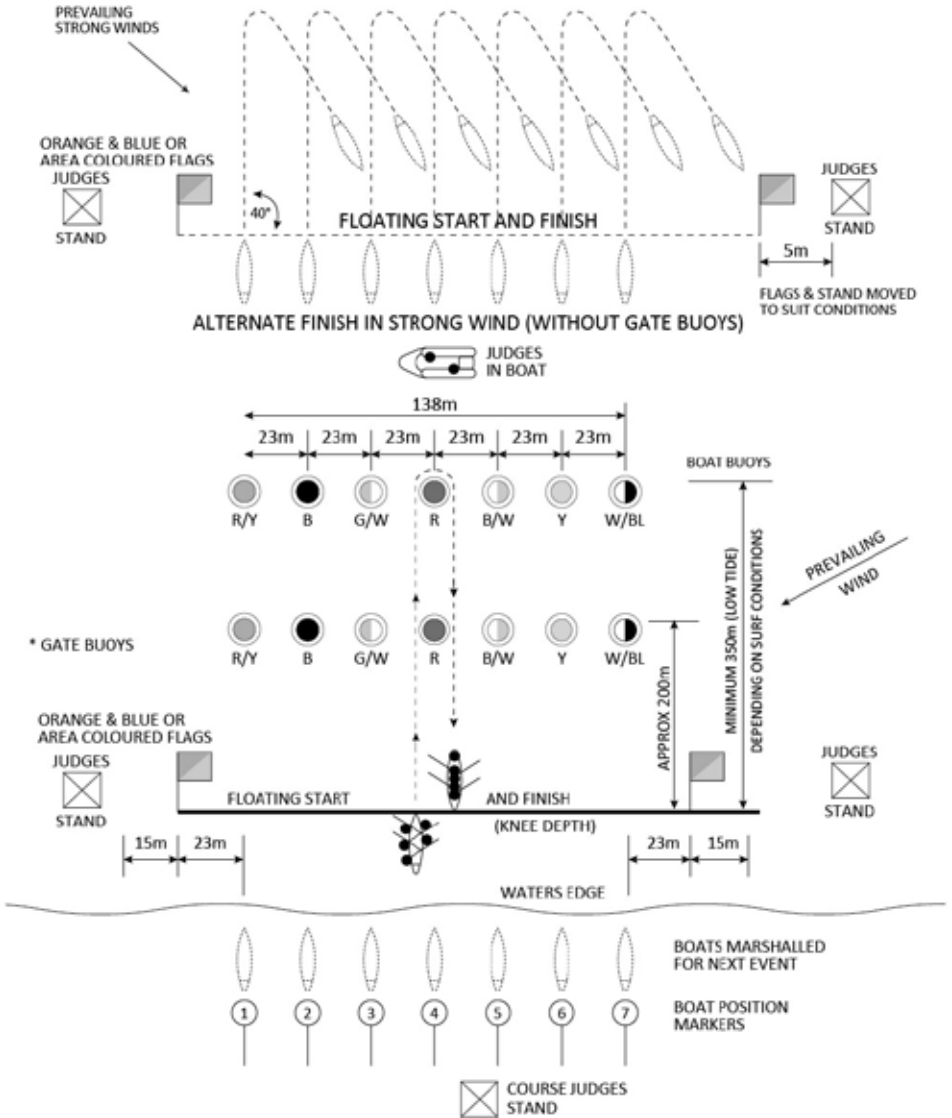 PREVAILING
STRONG WINDS
ORANGE & BLUE OR
AREA COLOURED FLAGS
JUDGES
STAND
40°
FLOATING START AND FINISH
JUDGES
STAND
5m
FLAGS & STAND MOVED
TO SUIT CONDITIONS
ALTERNATE FINISH IN STRONG WIND (WITHOUT GATE BUOYS)
JUDGES
IN BOAT
138m
23m 23m 23m 23m 23m 23m
BOAT BUOYS
R/Y B G/W R B/W Y W/BL
PREVAILING
WIND
MINIMUM 350m (LOW TIDE)
DEPENDING ON SURF CONDITIONS
* GATE BUOYS
R/Y B G/W R B/W Y W/BL
APPROX 200m
ORANGE & BLUE OR
AREA COLOURED FLAGS
JUDGES
STAND
JUDGES
STAND
FLOATING START AND FINISH
(KNEE DEPTH)
15m 23m 23m 15m
WATERS EDGE
BOATS MARSHALLED
FOR NEXT EVENT
1 2 3 4 5 6 7
BOAT POSITION
MARKERS
COURSE JUDGES
STAND